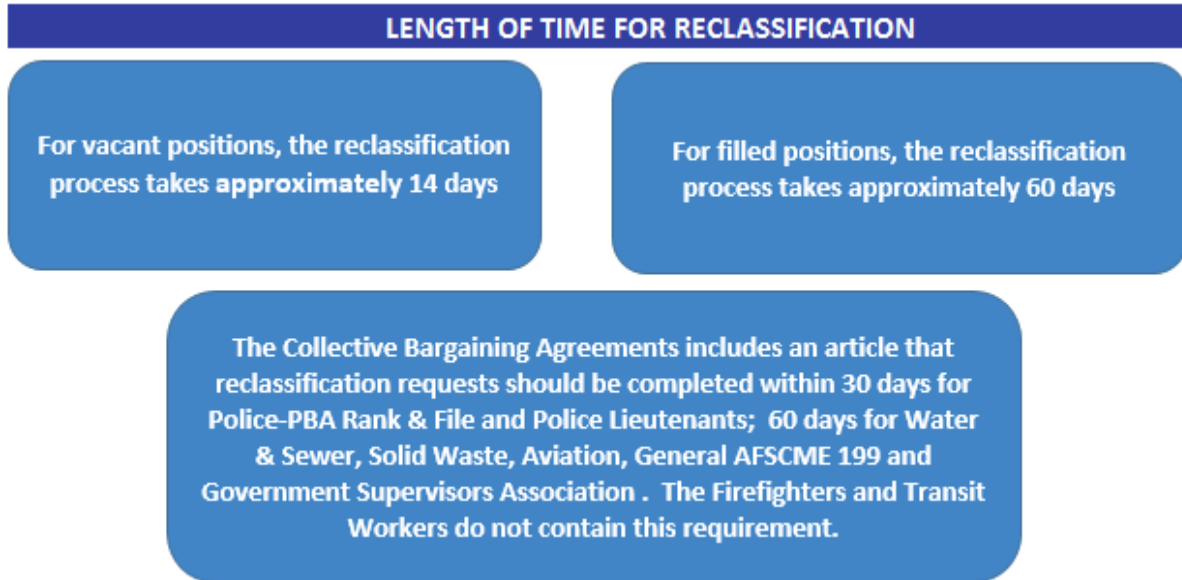 LENGTH OF TIME FOR RECLASSIFICATION
For vacant positions, the reclassification
process takes approximately 14 days
For filled positions, the reclassification
process takes approximately 60 days
The Collective Bargaining Agreements includes an article that
reclassification requests should be completed within 30 days for
Police-PBA Rank & File and Police Lieutenants;  60 days for Water
& Sewer, Solid Waste, Aviation, General AFSCME 199 and
Government Supervisors Association .  The Firefighters and Transit
Workers do not contain this requirement.